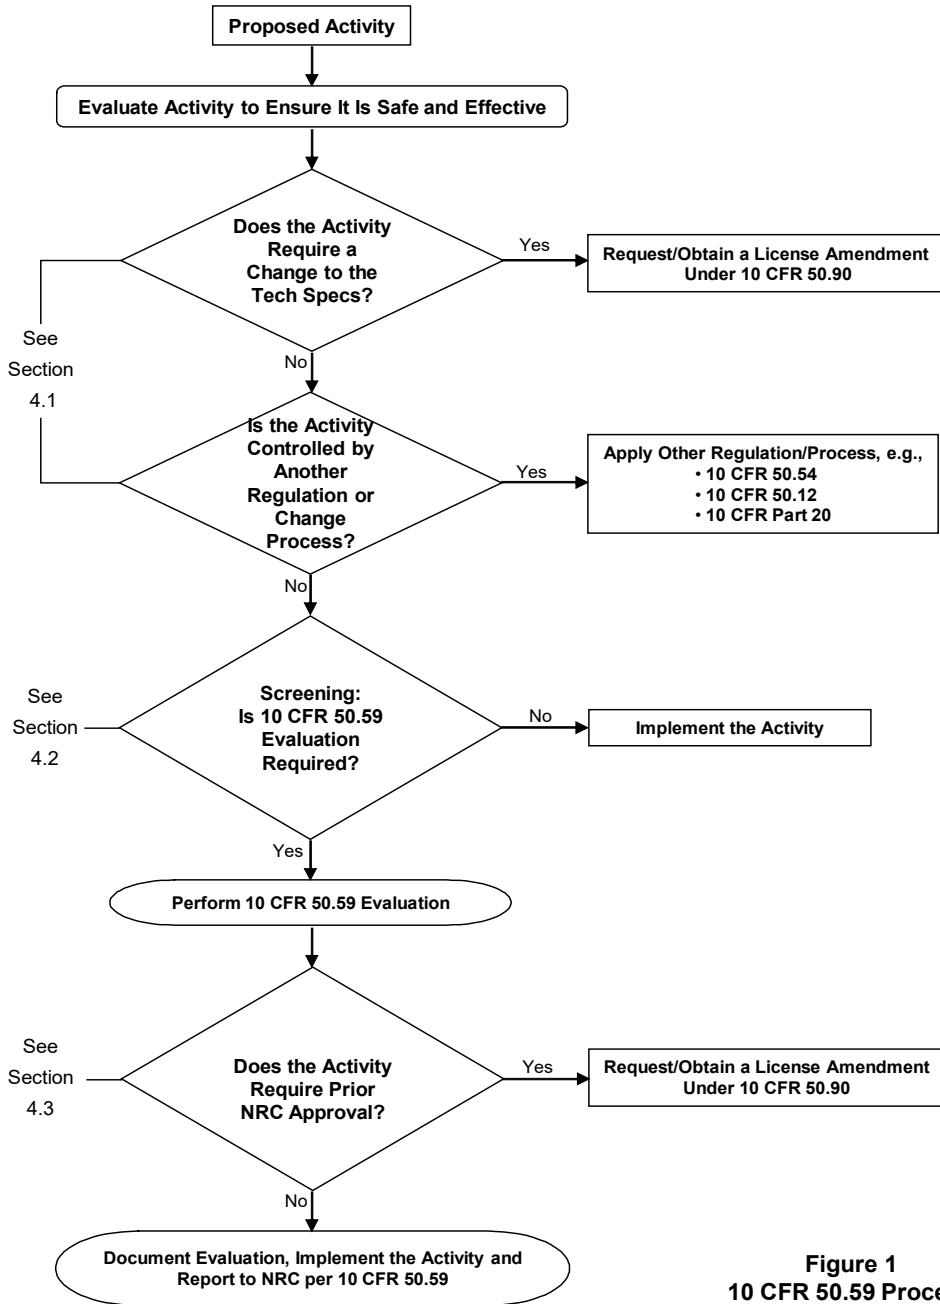 Proposed Activity
Evaluate Activity to Ensure It Is Safe and Effective
Does the Activity
Require a
Change to the
Tech Specs?
Yes
Request/Obtain a License Amendment
Under 10 CFR 50.90
See
Section
4.1
No
Is the Activity
Controlled by
Another
Regulation or
Change
Process?
Yes
Apply Other Regulation/Process, e.g.,
• 10 CFR 50.54
• 10 CFR 50.12
• 10 CFR Part 20
No
See
Section
4.2
Screening:
Is 10 CFR 50.59
Evaluation
Required?
No
Implement the Activity
Yes
Perform 10 CFR 50.59 Evaluation
See
Section
4.3
Does the Activity
Require Prior
NRC Approval?
Yes
Request/Obtain a License Amendment
Under 10 CFR 50.90
No
Document Evaluation, Implement the Activity and
Report to NRC per 10 CFR 50.59
Figure 1
10 CFR 50.59